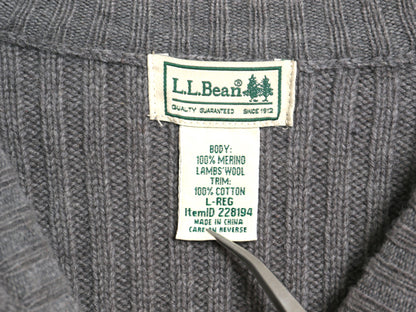 L.L.Bean®
QUALITY GUARANTEED SINCE 1912
BODY:
100% MERINO
LAMBS' WOOL
TRIM:
100% COTTON
L-REG
ItemID 228194
MADE IN CHINA
CARE ON REVERSE